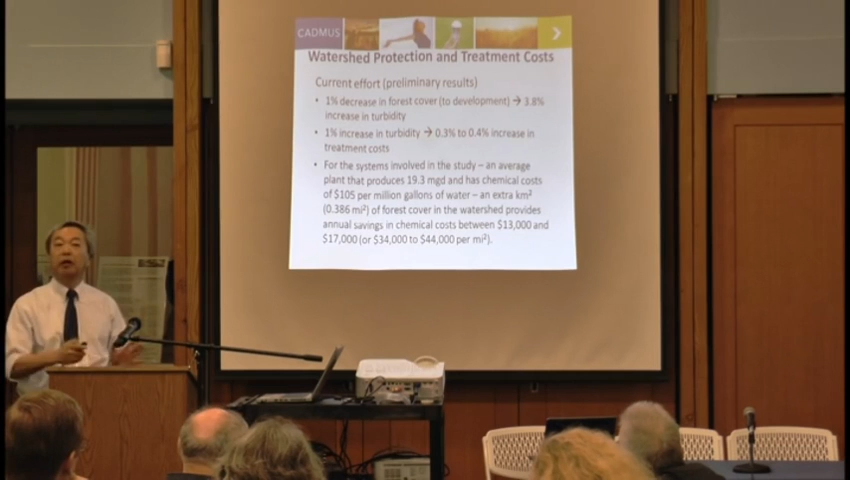 CADMUS
Watershed Protection and Treatment Costs
Current effort (preliminary results)
• 1% decrease in forest cover (to development) → 3.8%
increase in turbidity
• 1% increase in turbidity → 0.3% to 0.4% increase in
treatment costs
• For the systems involved in the study – an average
plant that produces 19.3 mgd and has chemical costs
of $105 per million gallons of water – an extra km²
(0.386 mi²) of forest cover in the watershed provides
annual savings in chemical costs between $13,000 and
$17,000 (or $34,000 to $44,000 per mi²).